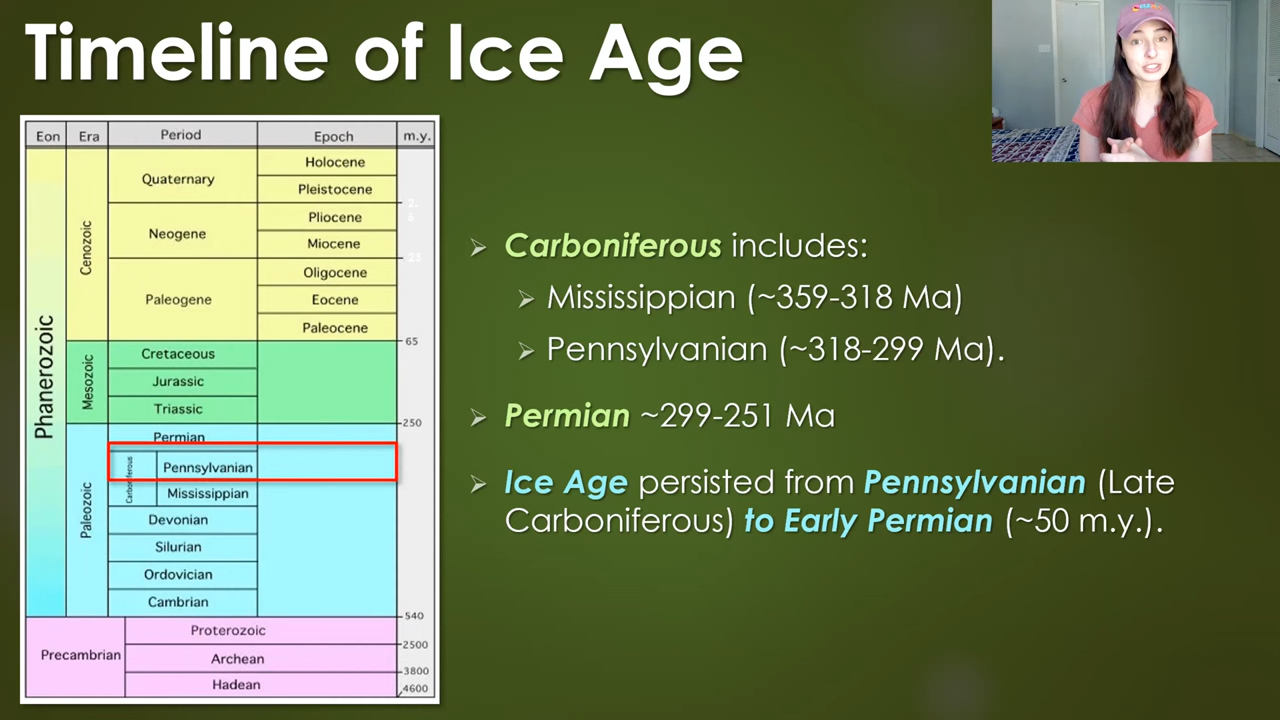 Timeline of Ice Age
Eon Era Period Epoch m.y.
Phanerozoic
Cenozoic
Quaternary
Holocene
Pleistocene
2.6
Neogene
Pliocene
Miocene
23
Paleogene
Oligocene
Eocene
Paleocene
65
Mesozoic
Cretaceous
Jurassic
Triassic
250
Paleozoic
Permian
Carboniferous
Pennsylvanian
Mississippian
Devonian
Silurian
Ordovician
Cambrian
540
Precambrian
Proterozoic
2500
Archean
3800
Hadean
4600
Carboniferous includes:
Mississippian (~359-318 Ma)
Pennsylvanian (~318-299 Ma).
Permian ~299-251 Ma
Ice Age persisted from Pennsylvanian (Late
Carboniferous) to Early Permian (~50 m.y.).